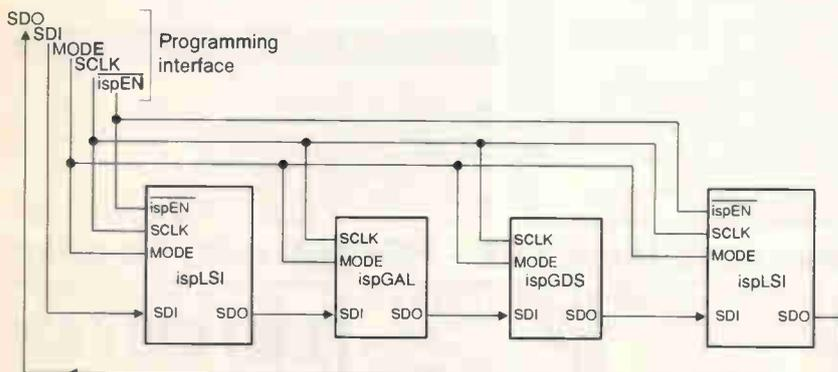 SDO
SDI
MODE
SCLK
ispEN
Programming
interface
ispEN
SCLK
MODE
ispLSI
SDI SDO
SCLK
MODE
ispGAL
SDI SDO
SCLK
MODE
ispGDS
SDI SDO
ispEN
SCLK
MODE
ispLSI
SDI SDO